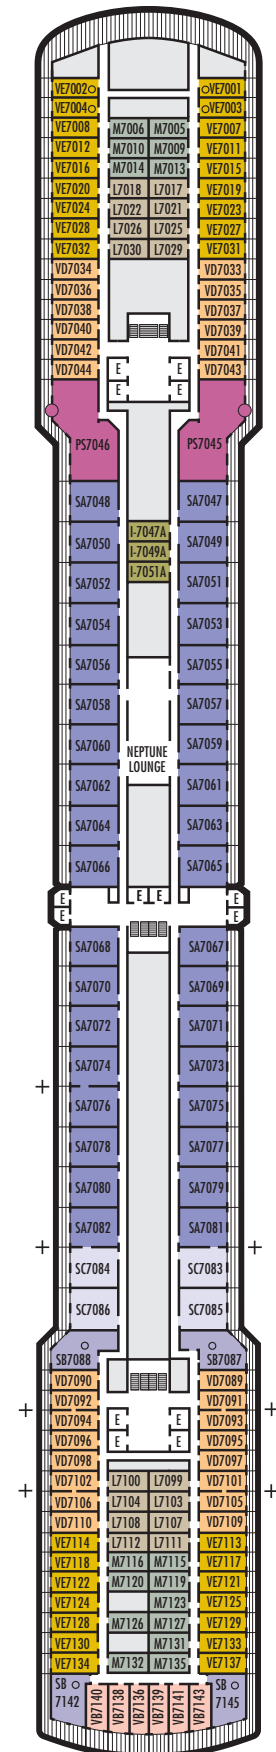 VE7002 VE7001
VE7004 VE7003
VE7008 M7006 M7005 VE7007
VE7012 M7010 M7009 VE7011
VE7016 M7014 M7013 VE7015
VE7020 L7018 L7017 VE7019
VE7024 L7022 L7021 VE7023
VE7028 L7026 L7025 VE7027
VE7032 L7030 L7029 VE7031
VD7034 VD7033
VD7036 VD7035
VD7038 VD7037
VD7040 VD7039
VD7042 VD7041
VD7044 E E VD7043
E E
PS7046 PS7045
SA7048 SA7047
I-7047A
SA7050 SA7049
I-7049A
I-7051A
SA7052 SA7051
SA7054 SA7053
SA7056 SA7055
SA7058 SA7057
SA7060 SA7059
NEPTUNE
LOUNGE
SA7062 SA7061
SA7064 SA7063
SA7066 SA7065
E E E E
E E
SA7068 SA7067
SA7070 SA7069
SA7072 SA7071
SA7074 SA7073
SA7076 SA7075
SA7078 SA7077
SA7080 SA7079
SA7082 SA7081
SC7084 SC7083
SC7086 SC7085
SB7088 SB7087
VD7090 VD7089
VD7092 VD7091
VD7094 E E VD7093
VD7096 E E VD7095
VD7098 VD7097
VD7102 L7100 L7099 VD7101
VD7106 L7104 L7103 VD7105
VD7110 L7108 L7107 VD7109
VE7114 L7112 L7111 VE7113
VE7118 M7116 M7115 VE7117
VE7122 M7120 M7119 VE7121
VE7124 M7123 VE7125
VE7128 M7126 M7127 VE7129
VE7130 M7131 VE7133
VE7134 M7132 M7135 VE7137
SB
7142
VB7140
VB7138
VB7136
VB7139
VB7141
VB7143
SB
7145